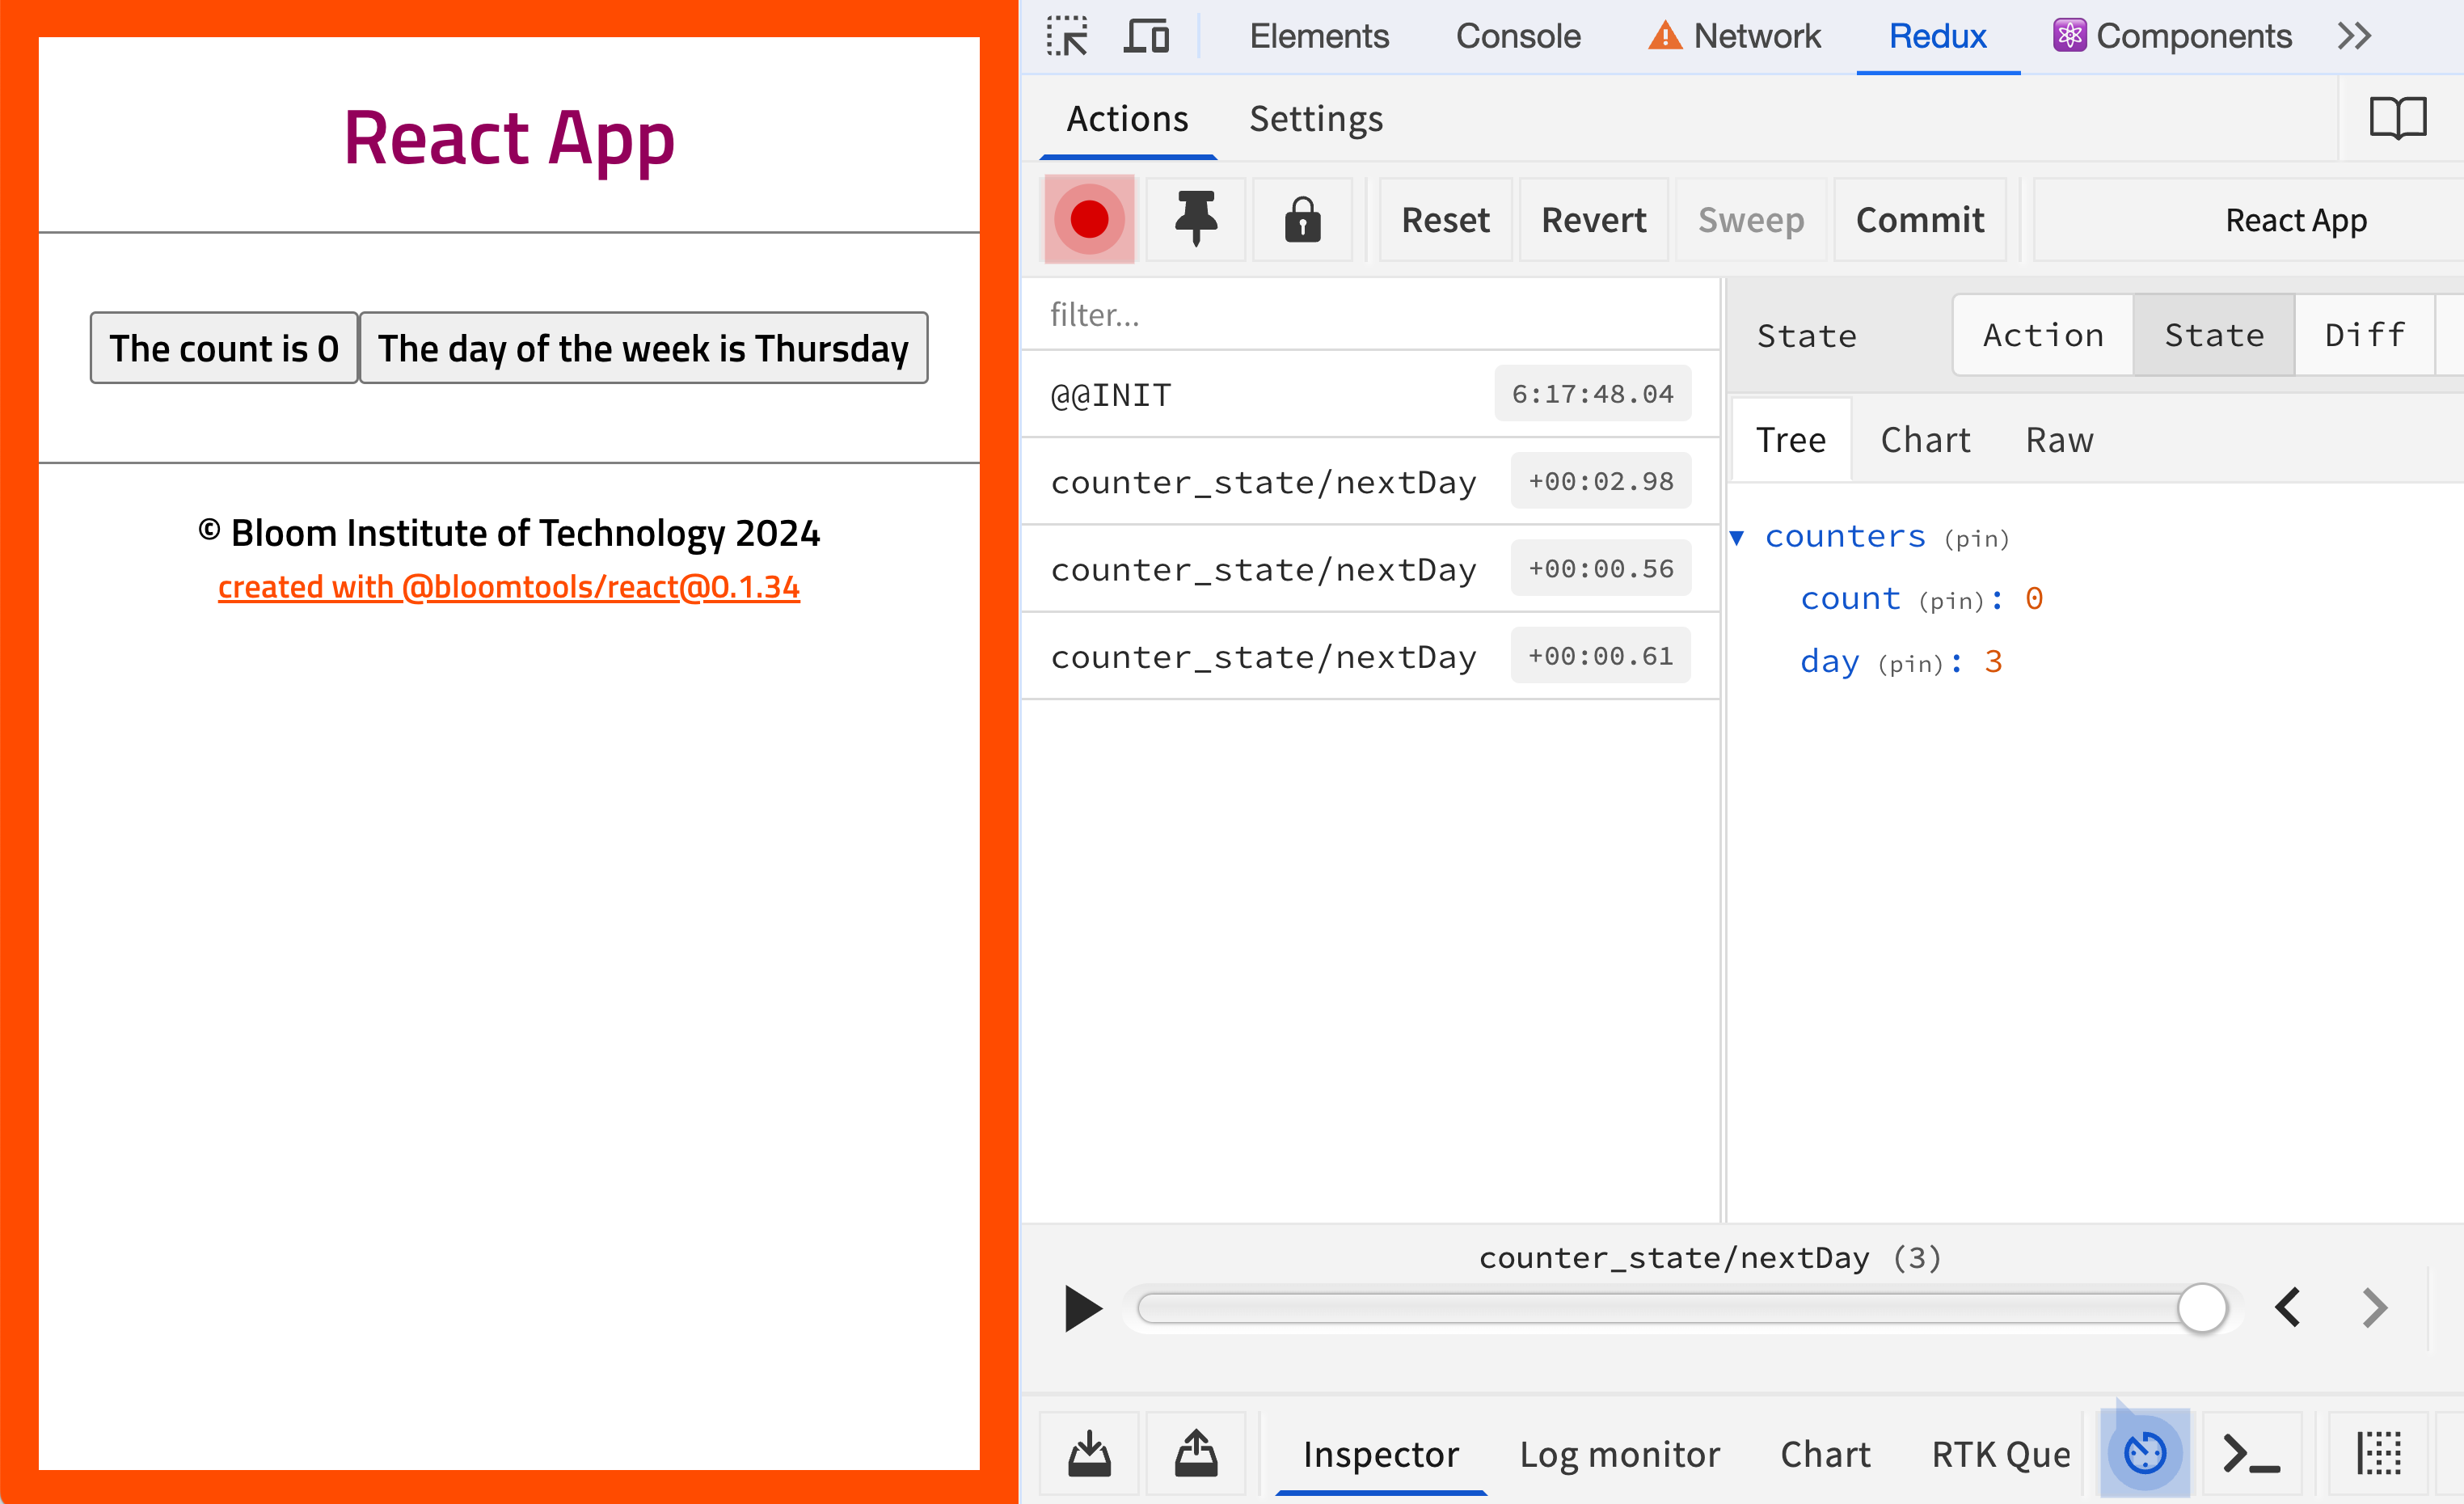 React App
The count is 0 The day of the week is Thursday
© Bloom Institute of Technology 2024
created with @bloomtools/react@0.1.34
Elements Console Network Redux Components
Actions Settings
Reset Revert Sweep Commit React App
filter...
@@INIT 6:17:48.04
counter_state/nextDay +00:02.98
counter_state/nextDay +00:00.56
counter_state/nextDay +00:00.61
State Action State Diff
Tree Chart Raw
counters (pin)
count (pin): 0
day (pin): 3
counter_state/nextDay (3)
Inspector Log monitor Chart RTK Que